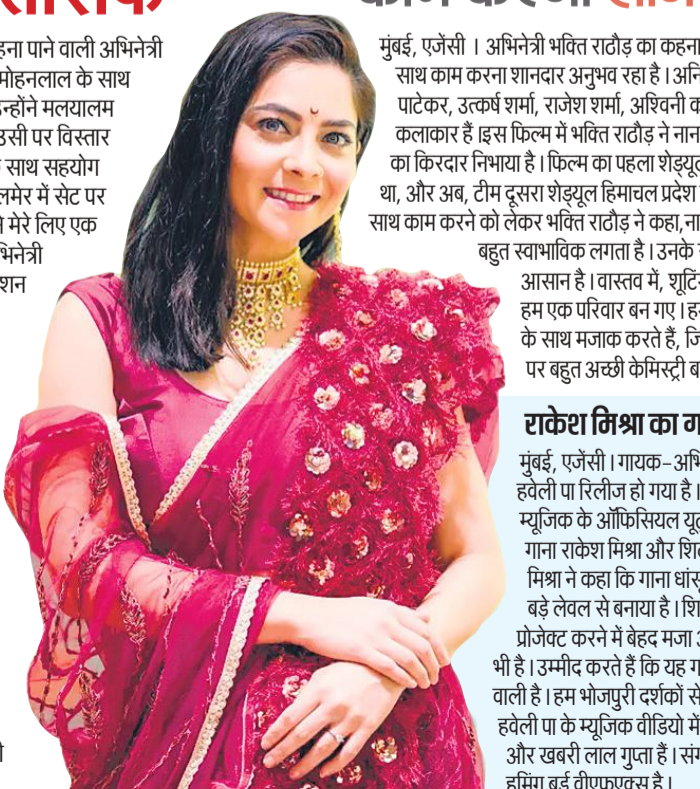 हना पाने वाली अभिनेत्री
मोहनलाल के साथ
न्होंने मलयालम
उसी पर विस्तार
साथ सहयोग
लमेर में सेट पर
मेरे लिए एक
भिनेत्री
शन
मुंबई, एजेंसी । अभिनेत्री भक्ति राठौड़ का कहना
साथ काम करना शानदार अनुभव रहा है । अनि
पाटेकर, उत्कर्ष शर्मा, राजेश शर्मा, अश्विनी क
कलाकार हैं ।इस फिल्म में भक्ति राठौड़ ने नान
का किरदार निभाया है । फिल्म का पहला शेड्यूल
था, और अब, टीम दूसरा शेड्यूल हिमाचल प्रदेश
साथ काम करने को लेकर भक्ति राठौड़ ने कहा,ना
बहुत स्वाभाविक लगता है । उनके
आसान है । वास्तव में, शूटिं
हम एक परिवार बन गए । ह
के साथ मजाक करते हैं, जि
पर बहुत अच्छी केमिस्ट्री ब
राकेश मिश्रा का ग
मुंबई, एजेंसी । गायक-अभि
हवेली पा रिलीज हो गया है ।
म्यूजिक के ऑफिसियल यू
गाना राकेश मिश्रा और शि
मिश्रा ने कहा कि गाना धांस
बड़े लेवल से बनाया है । शि
प्रोजेक्ट करने में बेहद मजा
भी है । उम्मीद करते हैं कि यह ग
वाली है । हम भोजपुरी दर्शकों से
हवेली पा के म्यूजिक वीडियो में
और खबरी लाल गुप्ता हैं । संग
हमिंग बर्ड वीएफएक्स है ।